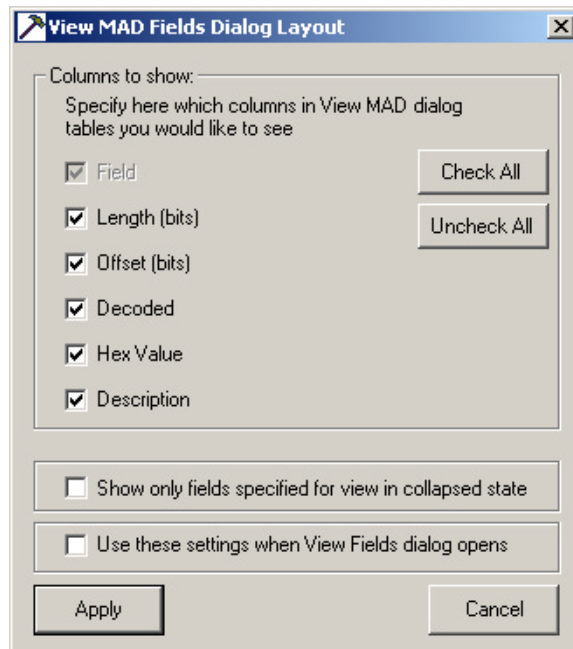 View MAD Fields Dialog Layout
Columns to show:
Specify here which columns in View MAD dialog
tables you would like to see
Field
Check All
Length (bits)
Uncheck All
Offset (bits)
Decoded
Hex Value
Description
Show only fields specified for view in collapsed state
Use these settings when View Fields dialog opens
Apply
Cancel